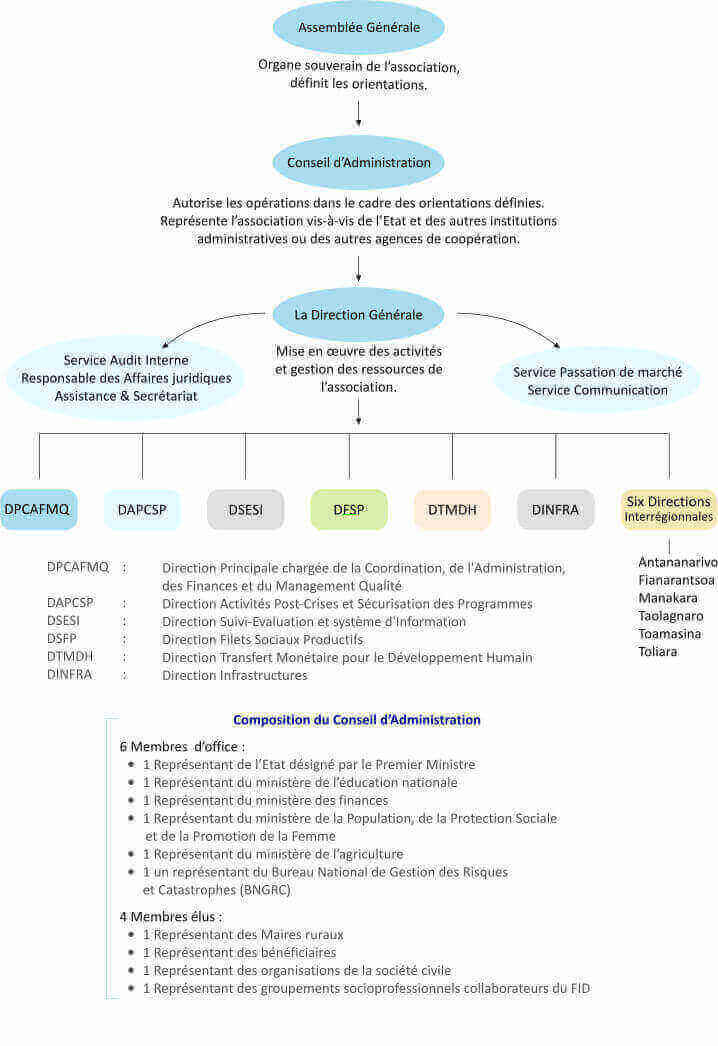 Assemblée Générale
Organe souverain de l'association,
définit les orientations.
Conseil d'Administration
Autorise les opérations dans le cadre des orientations définies.
Représente l'association vis-à-vis de l'Etat et des autres institutions
administratives ou des autres agences de coopération.
La Direction Générale
Mise en œuvre des activités
et gestion des ressources de
l'association.
Service Audit Interne
Responsable des Affaires juridiques
Assistance & Secrétariat
Service Passation de marché
Service Communication
DPCAFMQ
DAPCSP
DSESI
DFSP
DTMDH
DINFRA
Six Directions
Interrégionnales
Antananarivo
Fianarantsoa
Manakara
Taolagnaro
Toamasina
Toliara
DPCAFMQ : Direction Principale chargée de la Coordination, de l'Administration,
des Finances et du Management Qualité
DAPCSP : Direction Activités Post-Crises et Sécurisation des Programmes
DSESI : Direction Suivi-Evaluation et système d'Information
DSFP : Direction Filets Sociaux Productifs
DTMDH : Direction Transfert Monétaire pour le Développement Humain
DINFRA : Direction Infrastructures
Composition du Conseil d'Administration
6 Membres d'office :
• 1 Représentant de l'Etat désigné par le Premier Ministre
• 1 Représentant du ministère de l'éducation nationale
• 1 Représentant du ministère des finances
• 1 Représentant du ministère de la Population, de la Protection Sociale
et de la Promotion de la Femme
• 1 Représentant du ministère de l'agriculture
• 1 un représentant du Bureau National de Gestion des Risques
et Catastrophes (BNGRC)
4 Membres élus :
• 1 Représentant des Maires ruraux
• 1 Représentant des bénéficiaires
• 1 Représentant des organisations de la société civile
• 1 Représentant des groupements socioprofessionnels collaborateurs du FID